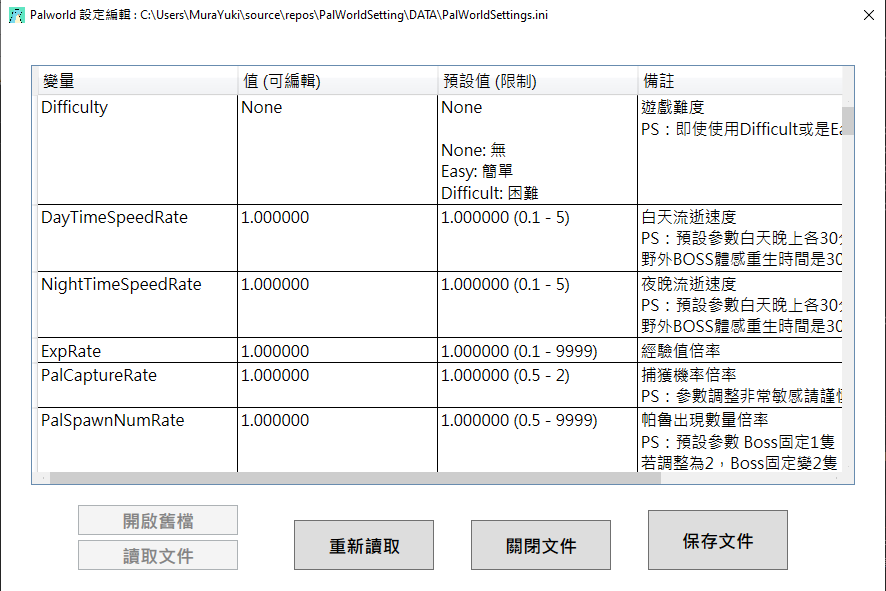 Palworld 設定編輯 : C:\Users\MuraYuki\source\repos\PalWorldSetting\DATA\PalWorldSettings.ini
變量 值 (可編輯) 預設值 (限制) 備註
Difficulty None None 遊戲難度
PS：即使使用Difficult或是Ea
None: 無
Easy: 簡單
Difficult: 困難
DayTimeSpeedRate 1.000000 1.000000 (0.1 - 5) 白天流逝速度
PS：預設參數白天晚上各30分
野外BOSS體感重生時間是30
NightTimeSpeedRate 1.000000 1.000000 (0.1 - 5) 夜晚流逝速度
PS：預設參數白天晚上各30分
野外BOSS體感重生時間是30
ExpRate 1.000000 1.000000 (0.1 - 9999) 經驗值倍率
PalCaptureRate 1.000000 1.000000 (0.5 - 2) 捕獲機率倍率
PS：參數調整非常敏感請謹慎
PalSpawnNumRate 1.000000 1.000000 (0.5 - 9999) 帕魯出現數量倍率
PS：預設參數 Boss固定1隻
若調整為2，Boss固定變2隻
開啟舊檔
讀取文件
重新讀取
關閉文件
保存文件